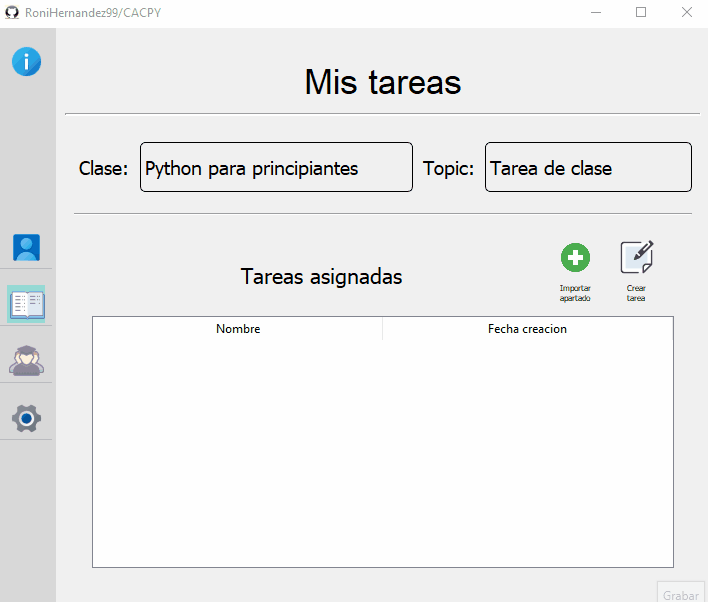 RoniHernandez99/CACPY
Mis tareas
Clase: Python para principiantes Topic: Tarea de clase
Tareas asignadas
Importar apartado
Crear tarea
Nombre Fecha creacion
Grabar